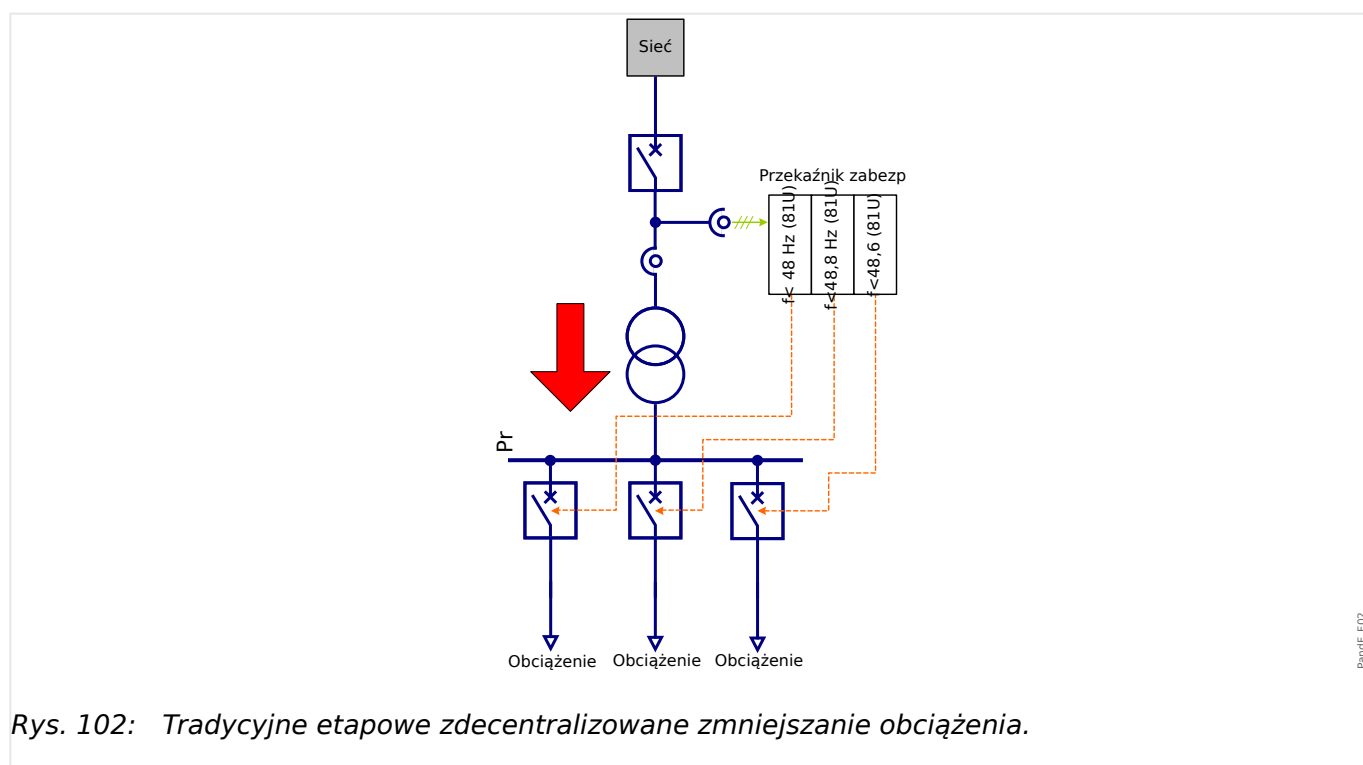 Sieć
Przekaźnik zabezp
f< 48 Hz (81U)
f<48,8 Hz (81U)
f<48,6 (81U)
Pr
Obciążenie
Obciążenie
Obciążenie
PandF_E02
Rys. 102: Tradycyjne etapowe zdecentralizowane zmniejszanie obciążenia.